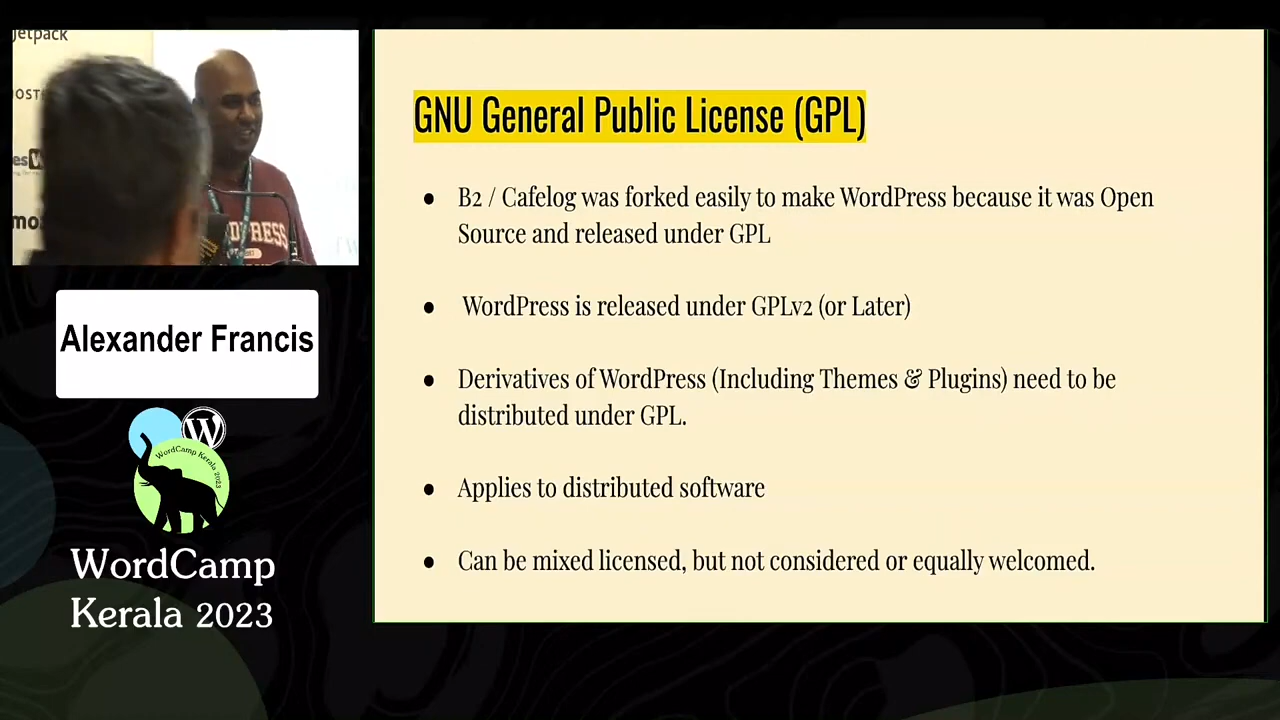 jetpack
GNU General Public License (GPL)
● B2 / Cafelog was forked easily to make WordPress because it was Open
Source and released under GPL
● WordPress is released under GPLv2 (or Later)
● Derivatives of WordPress (Including Themes & Plugins) need to be
distributed under GPL.
● Applies to distributed software
● Can be mixed licensed, but not considered or equally welcomed.
Alexander Francis
W
WordCamp Kerala 2023
WordCamp
Kerala 2023